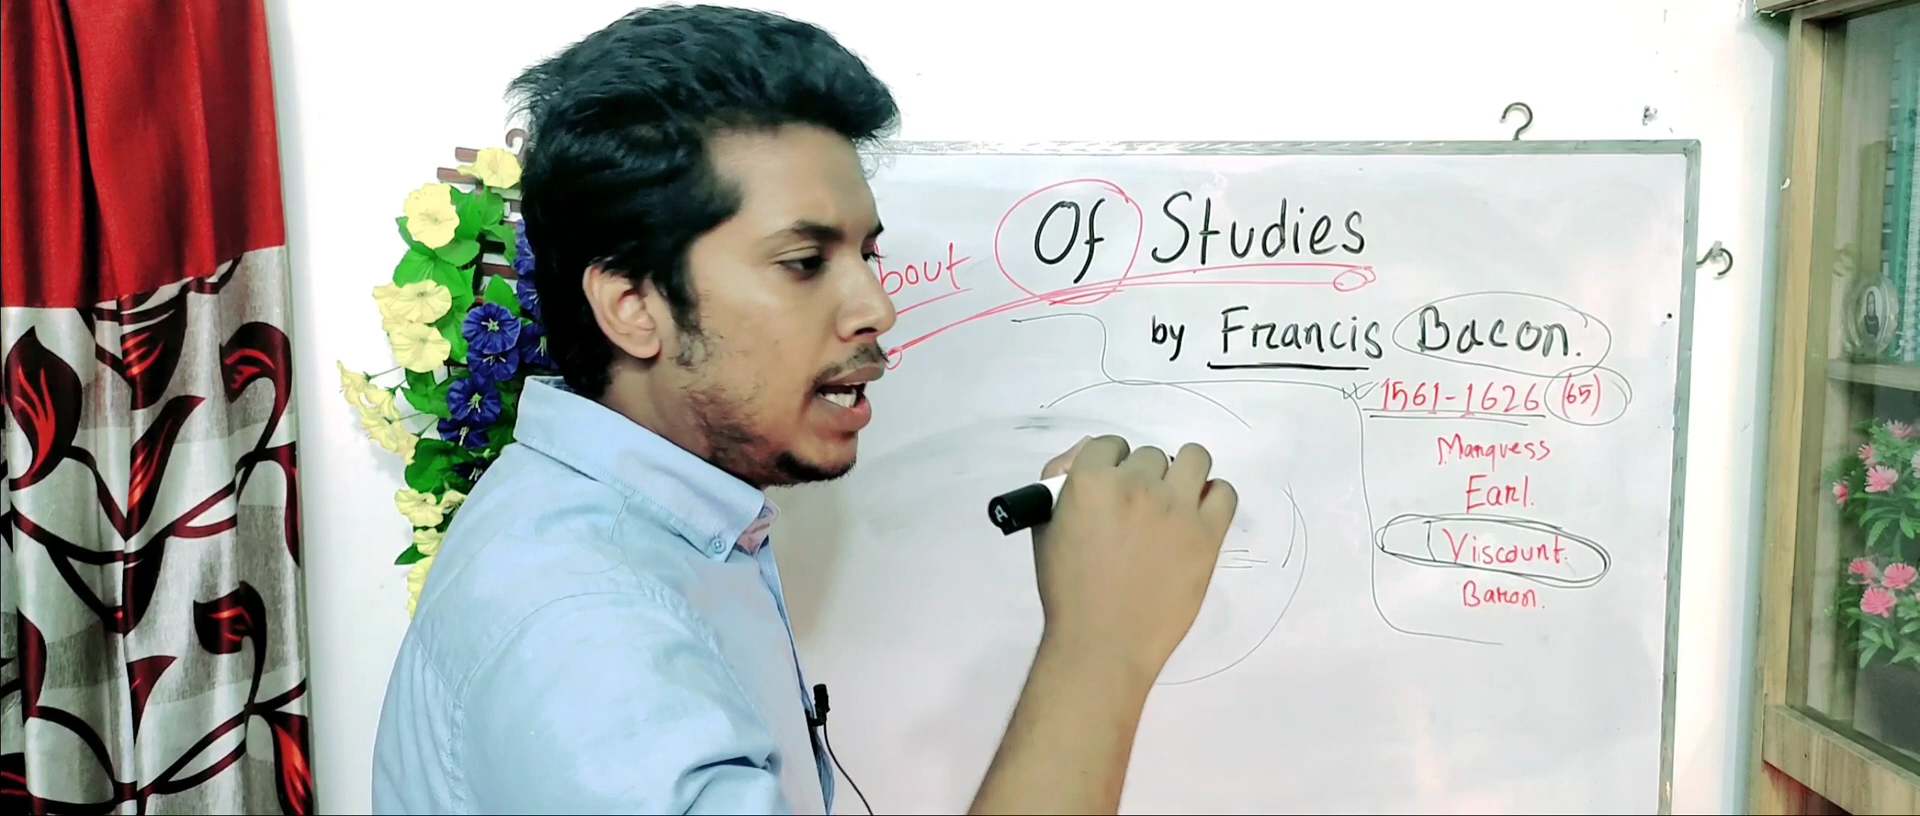 Of Studies
bout
by Francis Bacon.
1561-1626 (65)
Marquess
Earl.
Viscount.
Baron.